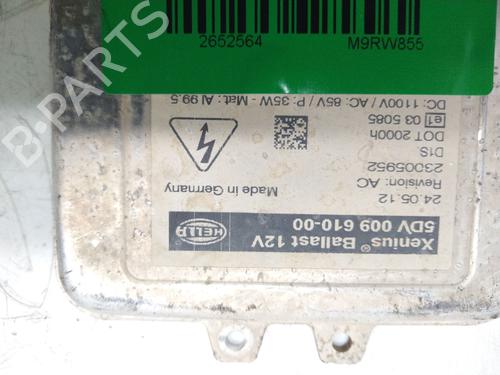 2652564 M9RW855
Xenius® Ballast 12V
5DV 009 610-00
HELLA
24.05.12 Made in Germany
Revision: AC
23005952
D1S
DOT 2000h
e1 03 5085
DC: 1100V / AC: 85V / P: 35W - Mat.: Al 99.5
B-PARTS